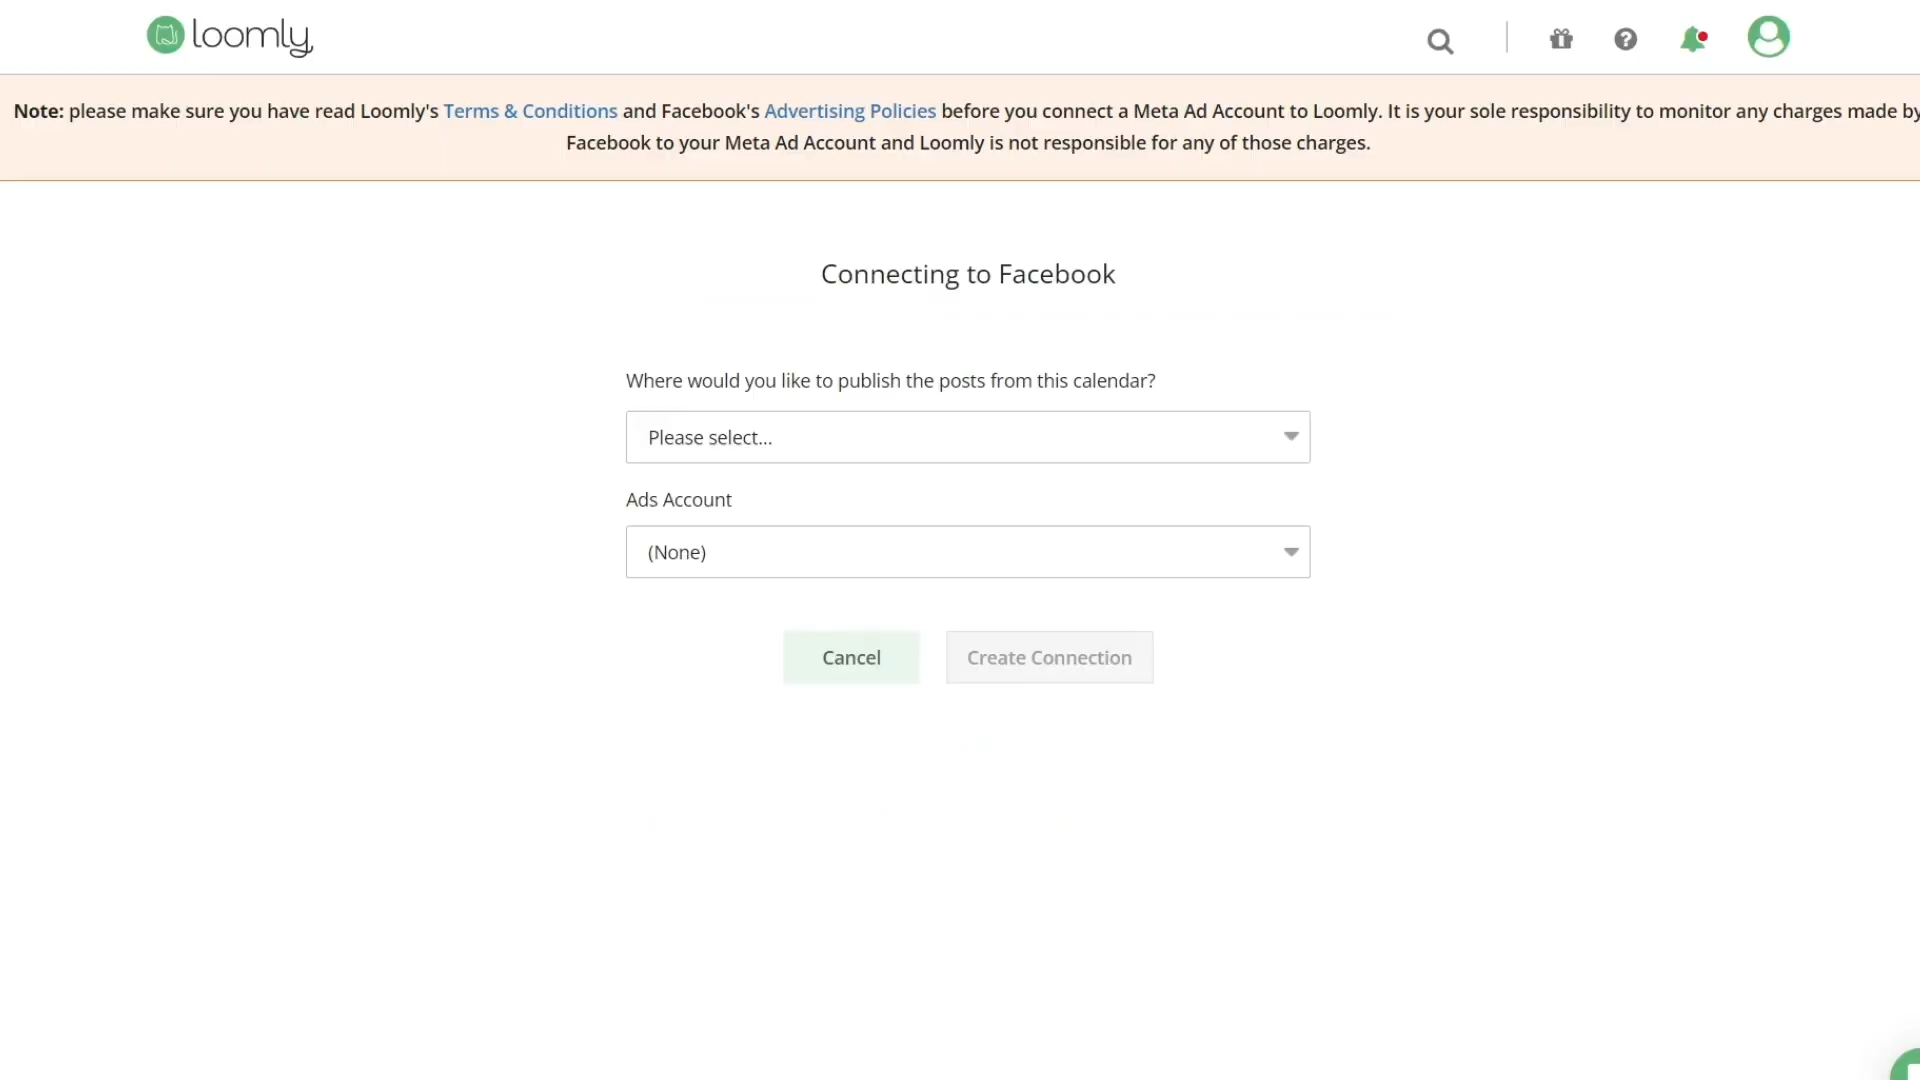 loomly
Note: please make sure you have read Loomly's Terms & Conditions and Facebook's Advertising Policies before you connect a Meta Ad Account to Loomly. It is your sole responsibility to monitor any charges made by
Facebook to your Meta Ad Account and Loomly is not responsible for any of those charges.
Connecting to Facebook
Where would you like to publish the posts from this calendar?
Please select...
Ads Account
(None)
Cancel
Create Connection